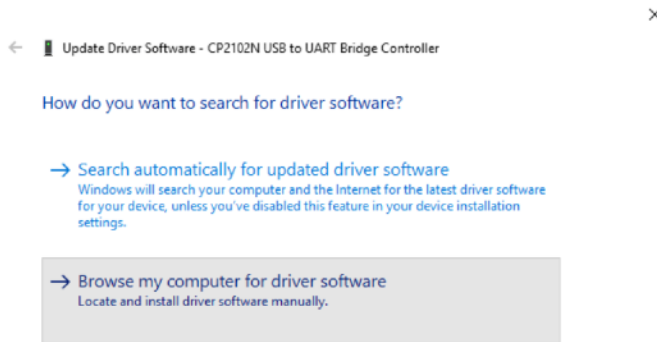 Update Driver Software - CP2102N USB to UART Bridge Controller
How do you want to search for driver software?
Search automatically for updated driver software
Windows will search your computer and the Internet for the latest driver software
for your device, unless you've disabled this feature in your device installation
settings.
Browse my computer for driver software
Locate and install driver software manually.